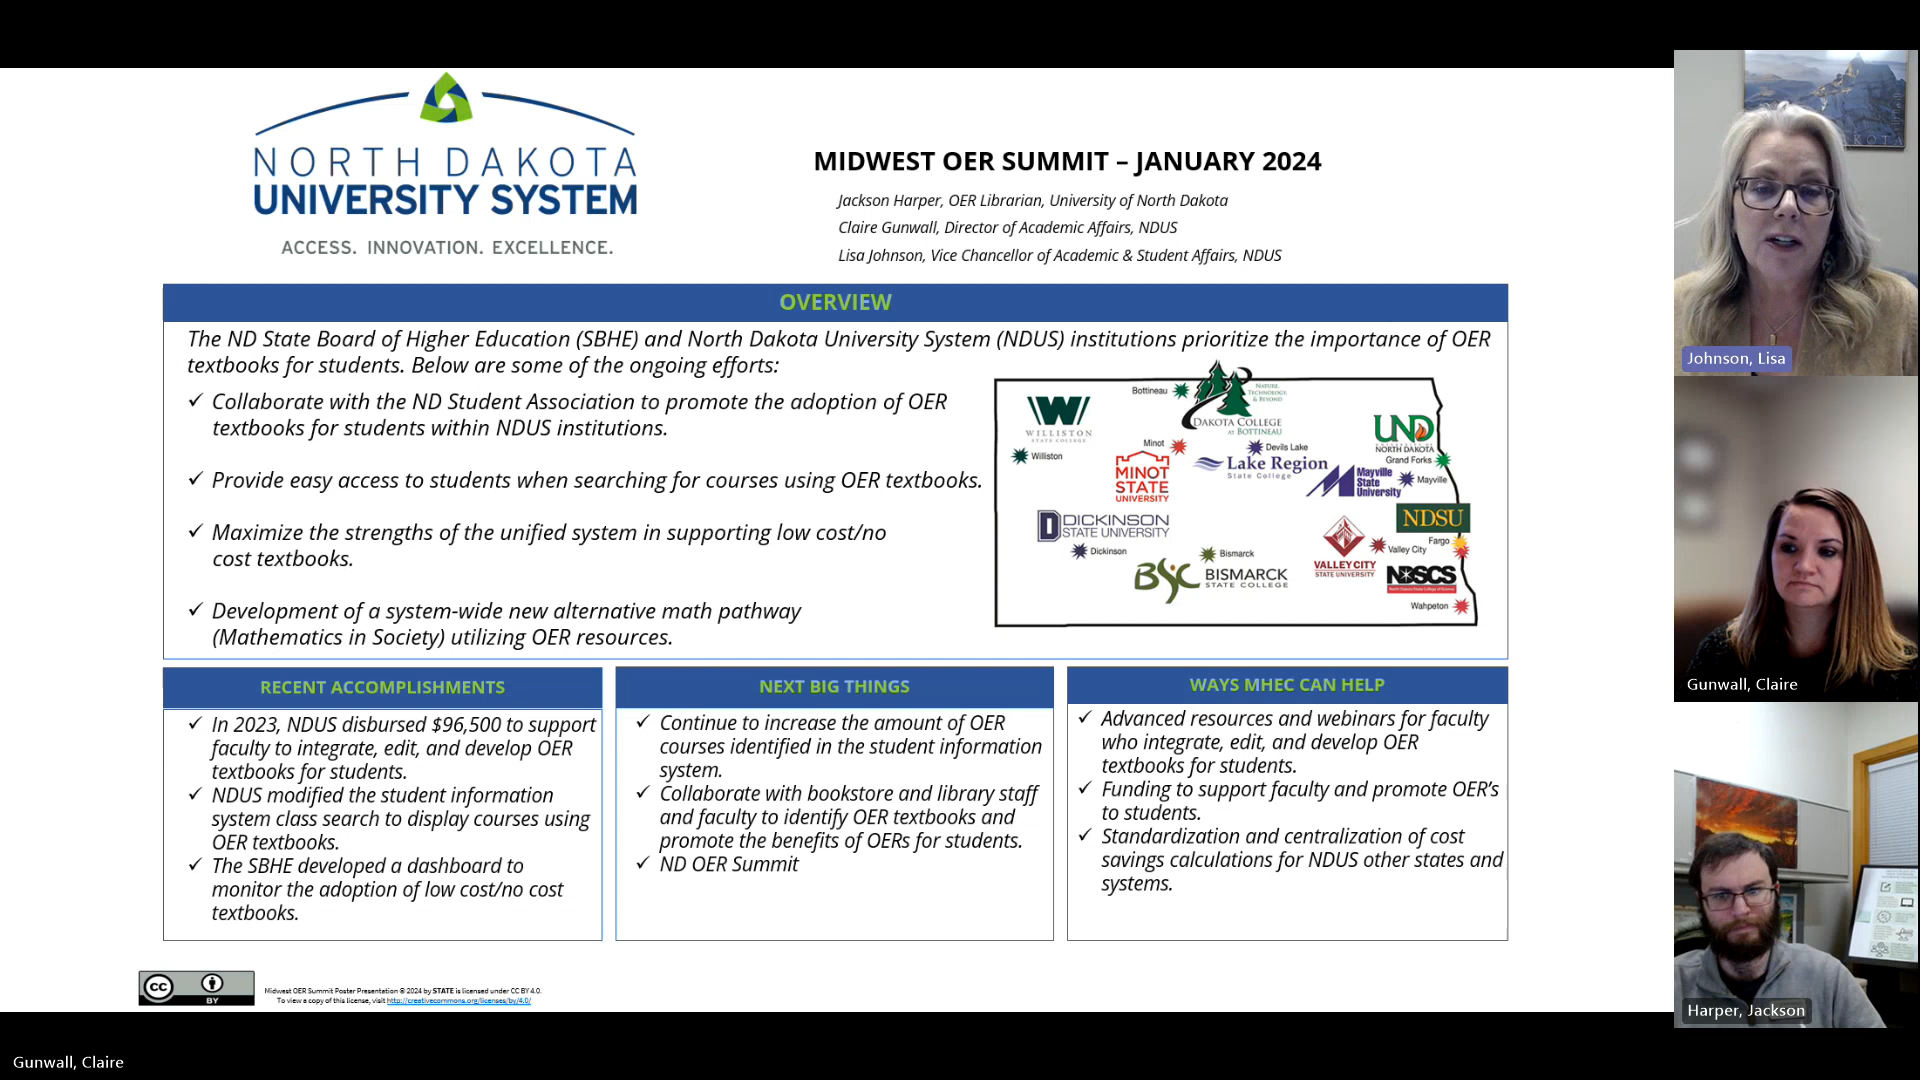 NORTH DAKOTA
UNIVERSITY SYSTEM
ACCESS. INNOVATION. EXCELLENCE.
MIDWEST OER SUMMIT – JANUARY 2024
Jackson Harper, OER Librarian, University of North Dakota
Claire Gunwall, Director of Academic Affairs, NDUS
Lisa Johnson, Vice Chancellor of Academic & Student Affairs, NDUS
OVERVIEW
The ND State Board of Higher Education (SBHE) and North Dakota University System (NDUS) institutions prioritize the importance of OER
textbooks for students. Below are some of the ongoing efforts:
✓ Collaborate with the ND Student Association to promote the adoption of OER
textbooks for students within NDUS institutions.
✓ Provide easy access to students when searching for courses using OER textbooks.
✓ Maximize the strengths of the unified system in supporting low cost/no
cost textbooks.
✓ Development of a system-wide new alternative math pathway
(Mathematics in Society) utilizing OER resources.
W
WILLISTON
STATE COLLEGE
Williston
Bottineau
NATURE,
TECHNOLOGY
& BEYOND
DAKOTA COLLEGE
AT BOTTINEAU
Minot
MINOT
STATE
UNIVERSITY
Devils Lake
Lake Region
State College
UND
UNIVERSITY OF
NORTH DAKOTA
Grand Forks
Mayville
State
University
Mayville
D DICKINSON
STATE UNIVERSITY
Dickinson
Bismarck
BSC BISMARCK
STATE COLLEGE
VALLEY CITY
STATE UNIVERSITY
Valley City
NDSU
Fargo
NDSCS
North Dakota State College of Science
Wahpeton
RECENT ACCOMPLISHMENTS
✓ In 2023, NDUS disbursed $96,500 to support
faculty to integrate, edit, and develop OER
textbooks for students.
✓ NDUS modified the student information
system class search to display courses using
OER textbooks.
✓ The SBHE developed a dashboard to
monitor the adoption of low cost/no cost
textbooks.
NEXT BIG THINGS
✓ Continue to increase the amount of OER
courses identified in the student information
system.
✓ Collaborate with bookstore and library staff
and faculty to identify OER textbooks and
promote the benefits of OERs for students.
✓ ND OER Summit
WAYS MHEC CAN HELP
✓ Advanced resources and webinars for faculty
who integrate, edit, and develop OER
textbooks for students.
✓ Funding to support faculty and promote OER's
to students.
✓ Standardization and centralization of cost
savings calculations for NDUS other states and
systems.
cc BY
Midwest OER Summit Poster Presentation © 2024 by STATE is licensed under CC BY 4.0.
To view a copy of this license, visit http://creativecommons.org/licenses/by/4.0/
Johnson, Lisa
Gunwall, Claire
Harper, Jackson
Gunwall, Claire